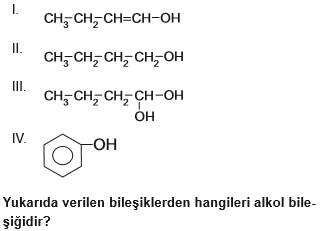 I. CH₃–CH₂–CH=CH–OH
II. CH₃–CH₂–CH₂–CH₂–OH
III. CH₃–CH₂–CH₂–CH–OH
OH
IV. –OH
Yukarıda verilen bileşiklerden hangileri alkol bile-
şiğidir?